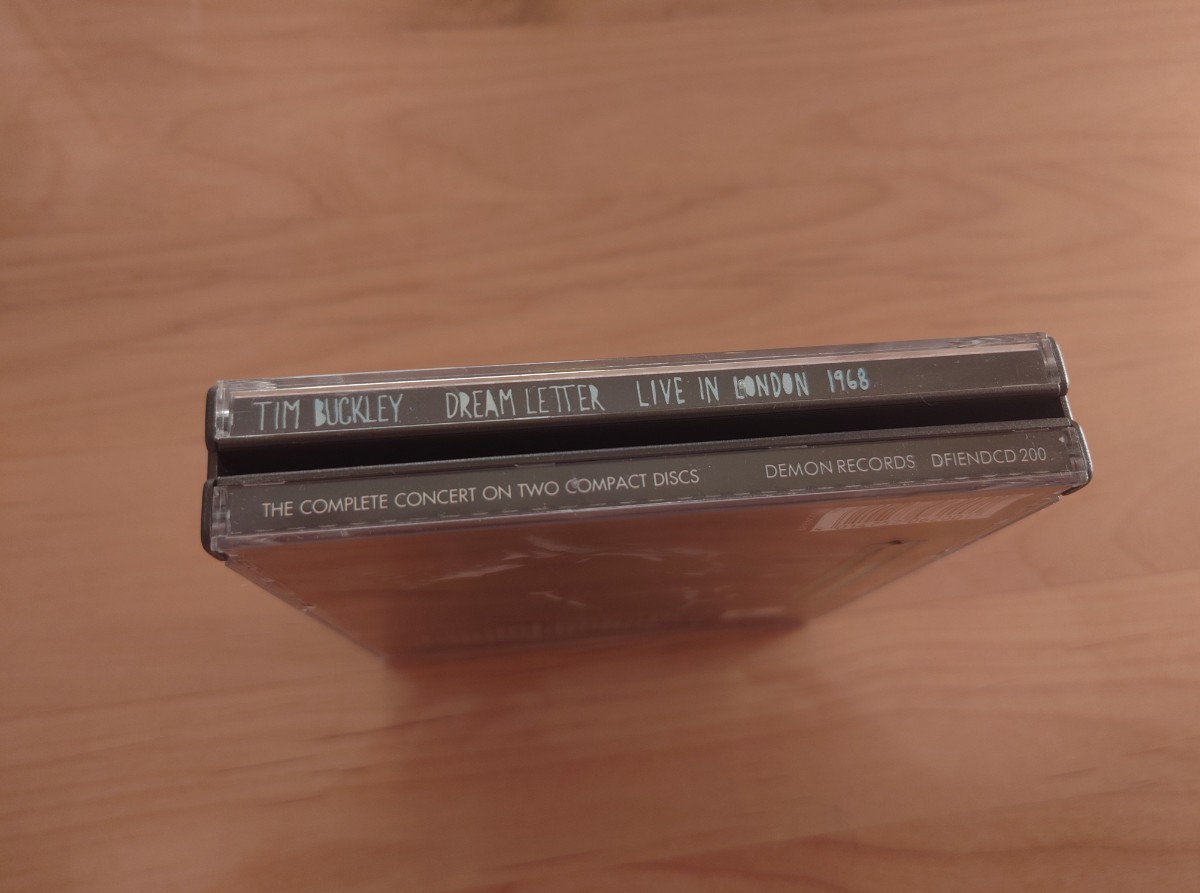 TIM BUCKLEY DREAM LETTER LIVE IN LONDON 1968
THE COMPLETE CONCERT ON TWO COMPACT DISCS DEMON RECORDS DFIENDCD 200